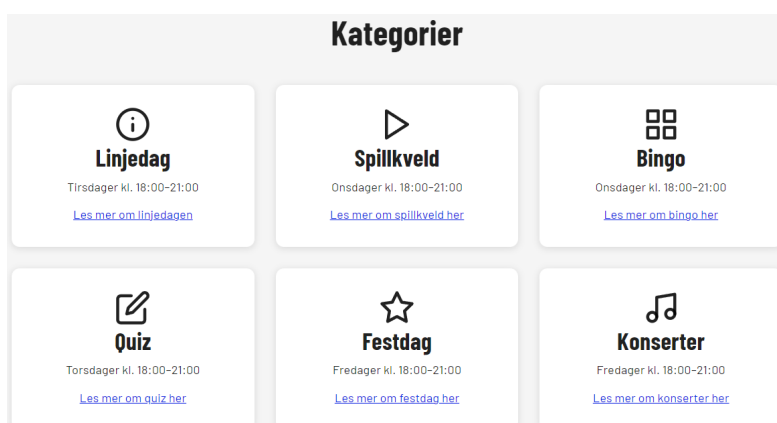 Kategorier
Linjedag
Tirsdager kl. 18:00–21:00
Les mer om linjedagen
Spillkveld
Onsdager kl. 18:00–21:00
Les mer om spillkveld her
Bingo
Onsdager kl. 18:00–21:00
Les mer om bingo her
Quiz
Torsdager kl. 18:00–21:00
Les mer om quiz her
Festdag
Fredager kl. 18:00–21:00
Les mer om festdag her
Konserter
Fredager kl. 18:00–21:00
Les mer om konserter her